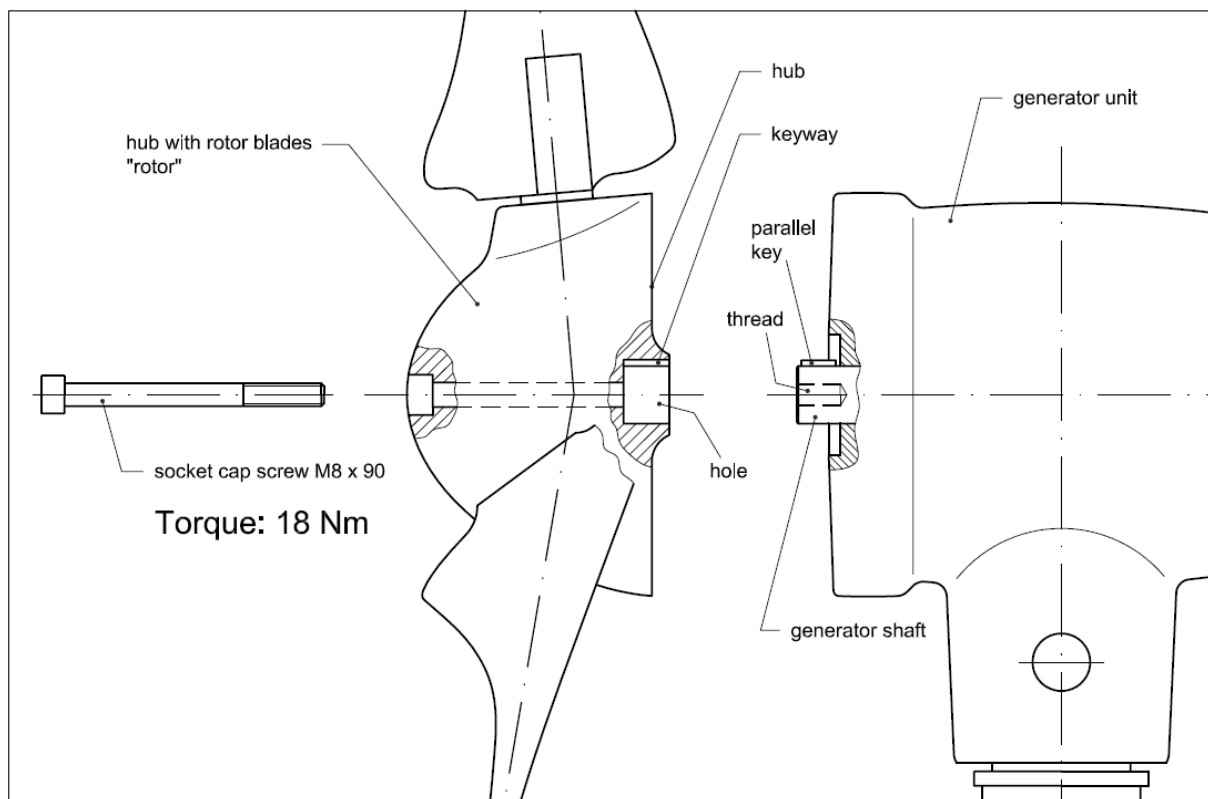 hub
generator unit
keyway
hub with rotor blades
"rotor"
parallel
key
thread
hole
socket cap screw M8 x 90
Torque: 18 Nm
generator shaft